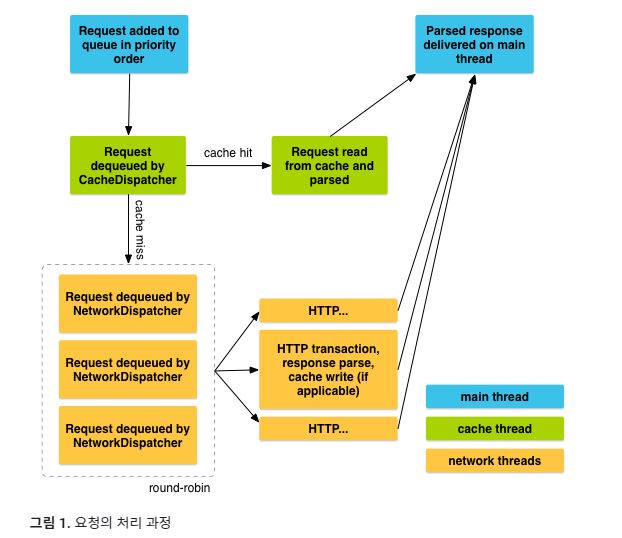 Request added to
queue in priority
order
Parsed response
delivered on main
thread
Request
dequeued by
CacheDispatcher
cache hit
Request read
from cache and
parsed
cache miss
Request dequeued by
NetworkDispatcher
Request dequeued by
NetworkDispatcher
Request dequeued by
NetworkDispatcher
round-robin
HTTP...
HTTP transaction,
response parse,
cache write (if
applicable)
HTTP...
main thread
cache thread
network threads
그림 1. 요청의 처리 과정